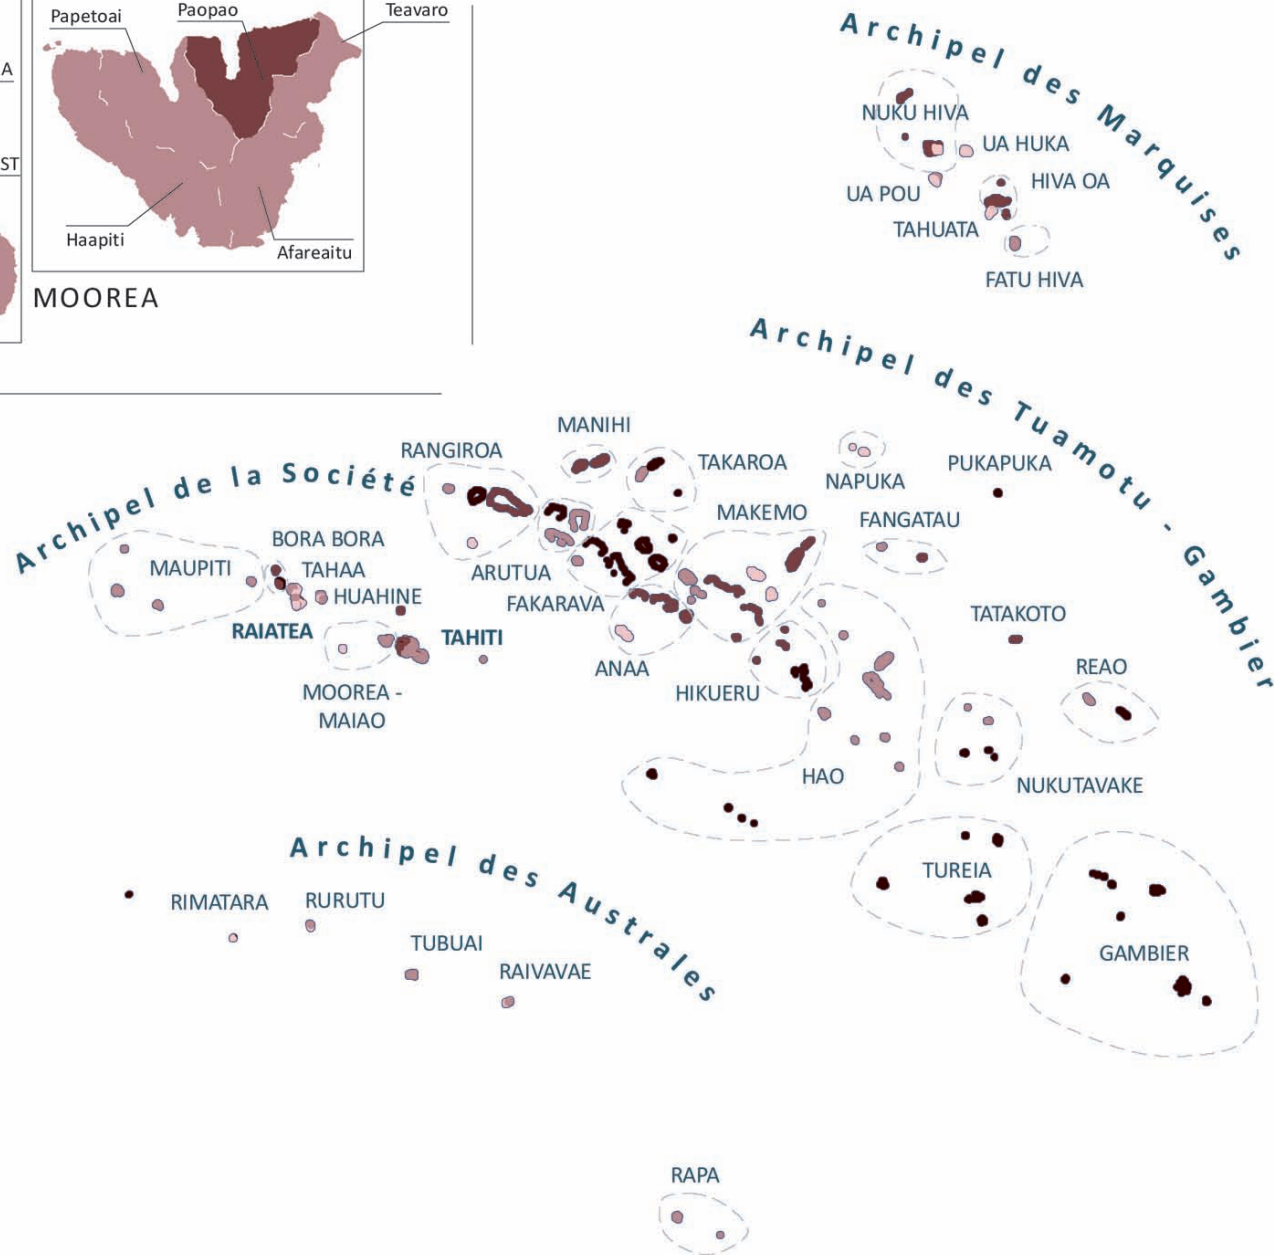 Papetoai
Paopao
Teavaro
A
ST
Haapiti
Afareaitu
MOOREA
Archipel des Marquises
NUKU HIVA
UA HUKA
HIVA OA
UA POU
TAHUATA
FATU HIVA
Archipel des Tuamotu - Gambier
MANIHI
RANGIROA
TAKAROA
NAPUKA
PUKAPUKA
MAKEMO
FANGATAU
Archipel de la Société
BORA BORA
MAUPITI
TAHAA
HUAHINE
ARUTUA
FAKARAVA
RAIATEA
TAHITI
TATAKOTO
ANAA
REAO
HIKUERU
MOOREA -
MAIAO
HAO
NUKUTAVAKE
Archipel des Australes
TUREIA
RIMATARA
RURUTU
TUBUAI
RAIVAVAE
GAMBIER
RAPA